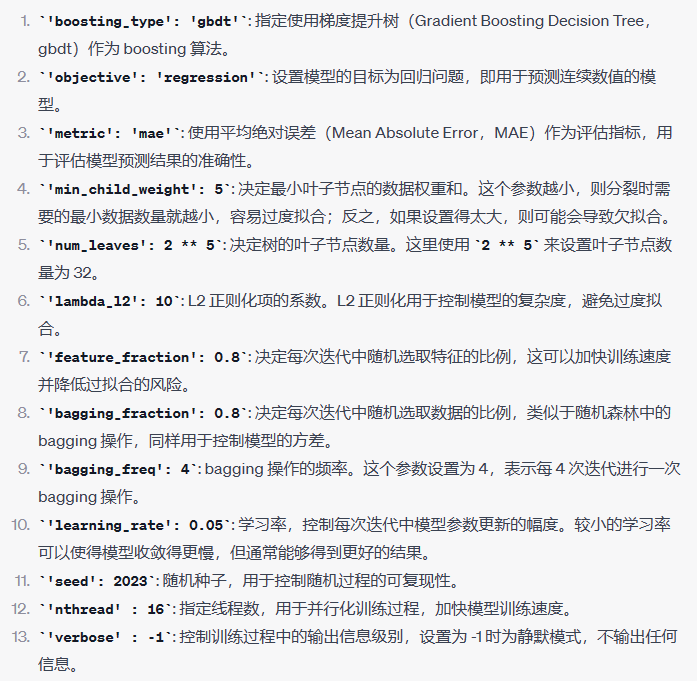 1. `'boosting_type': 'gbdt'`: 指定使用梯度提升树（Gradient Boosting Decision Tree，
gbdt）作为 boosting 算法。
2. `'objective': 'regression'`: 设置模型的目标为回归问题，即用于预测连续数值的模
型。
3. `'metric': 'mae'`: 使用平均绝对误差（Mean Absolute Error，MAE）作为评估指标，用
于评估模型预测结果的准确性。
4. `'min_child_weight': 5`: 决定最小叶子节点的数据权重和。这个参数越小，则分裂时需
要的最小数据数量就越小，容易过度拟合；反之，如果设置得太大，则可能会导致欠拟合。
5. `'num_leaves': 2 ** 5`: 决定树的叶子节点数量。这里使用 `2 ** 5` 来设置叶子节点数
量为 32。
6. `'lambda_l2': 10`: L2 正则化项的系数。L2 正则化用于控制模型的复杂度，避免过度拟
合。
7. `'feature_fraction': 0.8`: 决定每次迭代中随机选取特征的比例，这可以加快训练速度
并降低过拟合的风险。
8. `'bagging_fraction': 0.8`: 决定每次迭代中随机选取数据的比例，类似于随机森林中的
bagging 操作，同样用于控制模型的方差。
9. `'bagging_freq': 4`: bagging 操作的频率。这个参数设置为 4，表示每 4 次迭代进行一次
bagging 操作。
10. `'learning_rate': 0.05`: 学习率，控制每次迭代中模型参数更新的幅度。较小的学习率
可以使得模型收敛得更慢，但通常能够得到更好的结果。
11. `'seed': 2023`: 随机种子，用于控制随机过程的可复现性。
12. `'nthread' : 16`: 指定线程数，用于并行化训练过程，加快模型训练速度。
13. `'verbose' : -1`: 控制训练过程中的输出信息级别，设置为 -1 时为静默模式，不输出任何
信息。